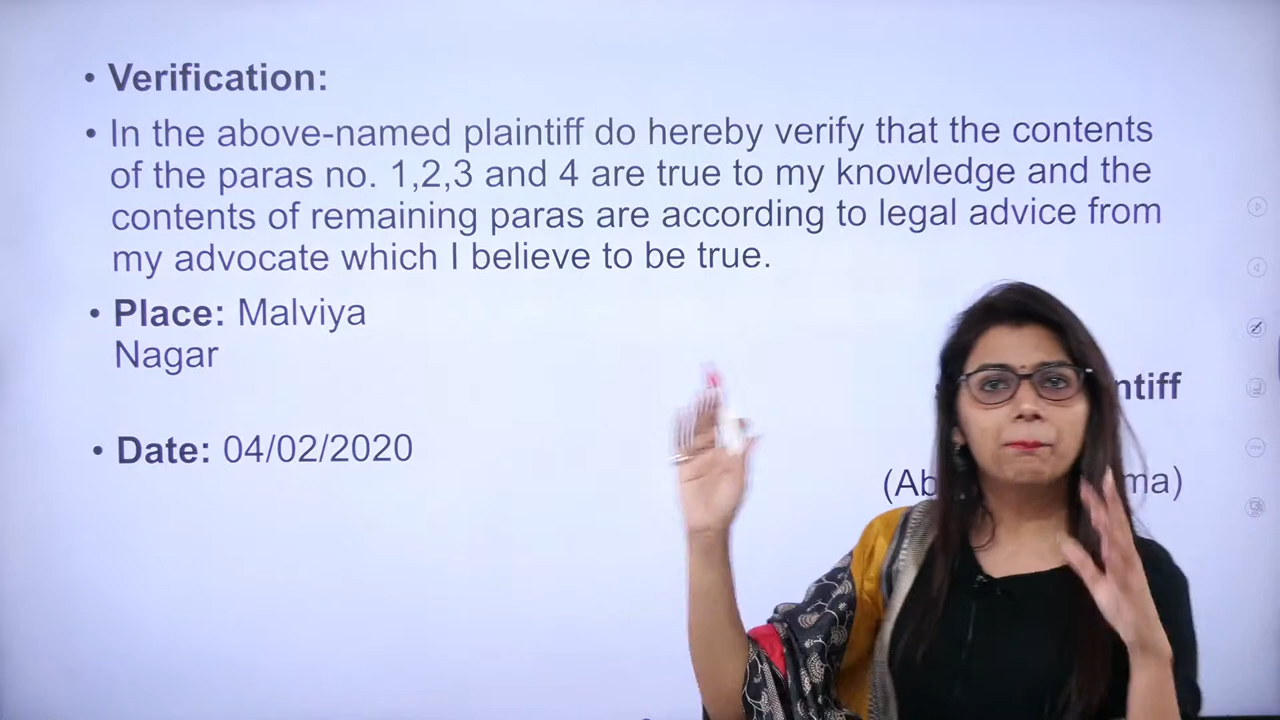 • Verification:
• In the above-named plaintiff do hereby verify that the contents
of the paras no. 1,2,3 and 4 are true to my knowledge and the
contents of remaining paras are according to legal advice from
my advocate which I believe to be true.
• Place: Malviya
Nagar
• Date: 04/02/2020